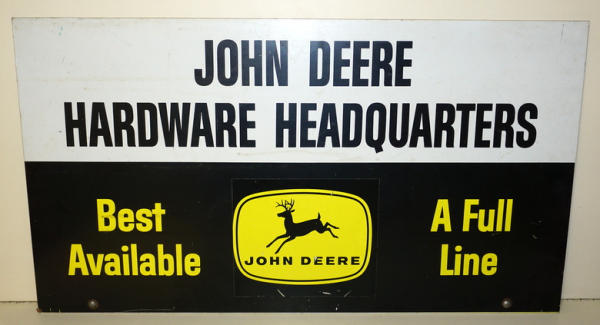 JOHN DEERE
HARDWARE HEADQUARTERS
Best
Available
JOHN DEERE
A Full
Line